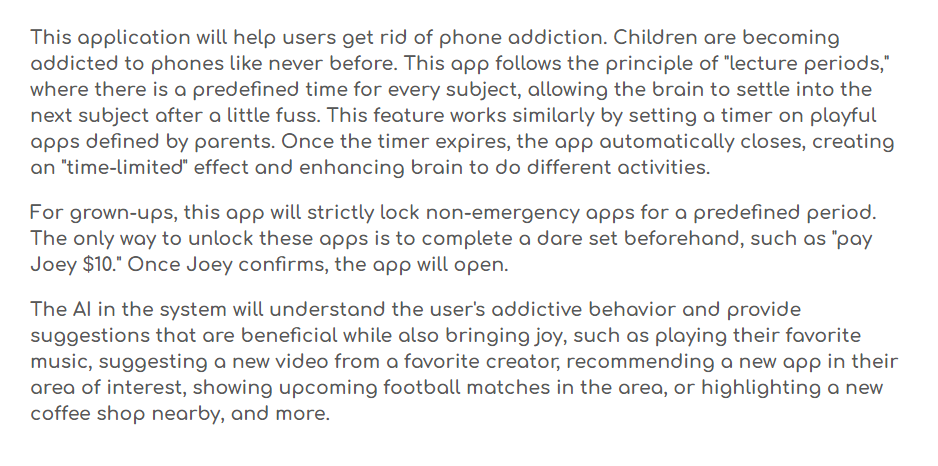 This application will help users get rid of phone addiction. Children are becoming
addicted to phones like never before. This app follows the principle of "lecture periods,"
where there is a predefined time for every subject, allowing the brain to settle into the
next subject after a little fuss. This feature works similarly by setting a timer on playful
apps defined by parents. Once the timer expires, the app automatically closes, creating
an "time-limited" effect and enhancing brain to do different activities.
For grown-ups, this app will strictly lock non-emergency apps for a predefined period.
The only way to unlock these apps is to complete a dare set beforehand, such as "pay
Joey $10." Once Joey confirms, the app will open.
The AI in the system will understand the user's addictive behavior and provide
suggestions that are beneficial while also bringing joy, such as playing their favorite
music, suggesting a new video from a favorite creator, recommending a new app in their
area of interest, showing upcoming football matches in the area, or highlighting a new
coffee shop nearby, and more.